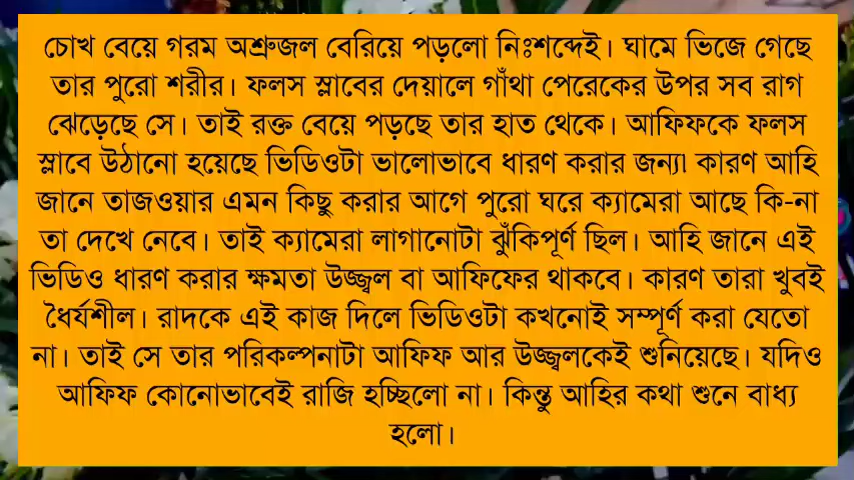 চোখ বেয়ে গরম অশ্রুজল বেরিয়ে পড়লো নিঃশব্দেই। ঘামে ভিজে গেছে
তার পুরো শরীর। ফলস স্লাবের দেয়ালে গাঁথা পেরেকের উপর সব রাগ
ঝেড়েছে সে। তাই রক্ত বেয়ে পড়ছে তার হাত থেকে। আফিফকে ফলস
স্লাবে উঠানো হয়েছে ভিডিওটা ভালোভাবে ধারণ করার জন্য৷ কারণ আহি
জানে তাজওয়ার এমন কিছু করার আগে পুরো ঘরে ক্যামেরা আছে কি-না
তা দেখে নেবে। তাই ক্যামেরা লাগানোটা ঝুঁকিপূর্ণ ছিল। আহি জানে এই
ভিডিও ধারণ করার ক্ষমতা উজ্জ্বল বা আফিফের থাকবে। কারণ তারা খুবই
ধৈর্যশীল। রাদকে এই কাজ দিলে ভিডিওটা কখনোই সম্পূর্ণ করা যেতো
না। তাই সে তার পরিকল্পনাটা আফিফ আর উজ্জ্বলকেই শুনিয়েছে। যদিও
আফিফ কোনোভাবেই রাজি হচ্ছিলো না। কিন্তু আহির কথা শুনে বাধ্য
হলো।